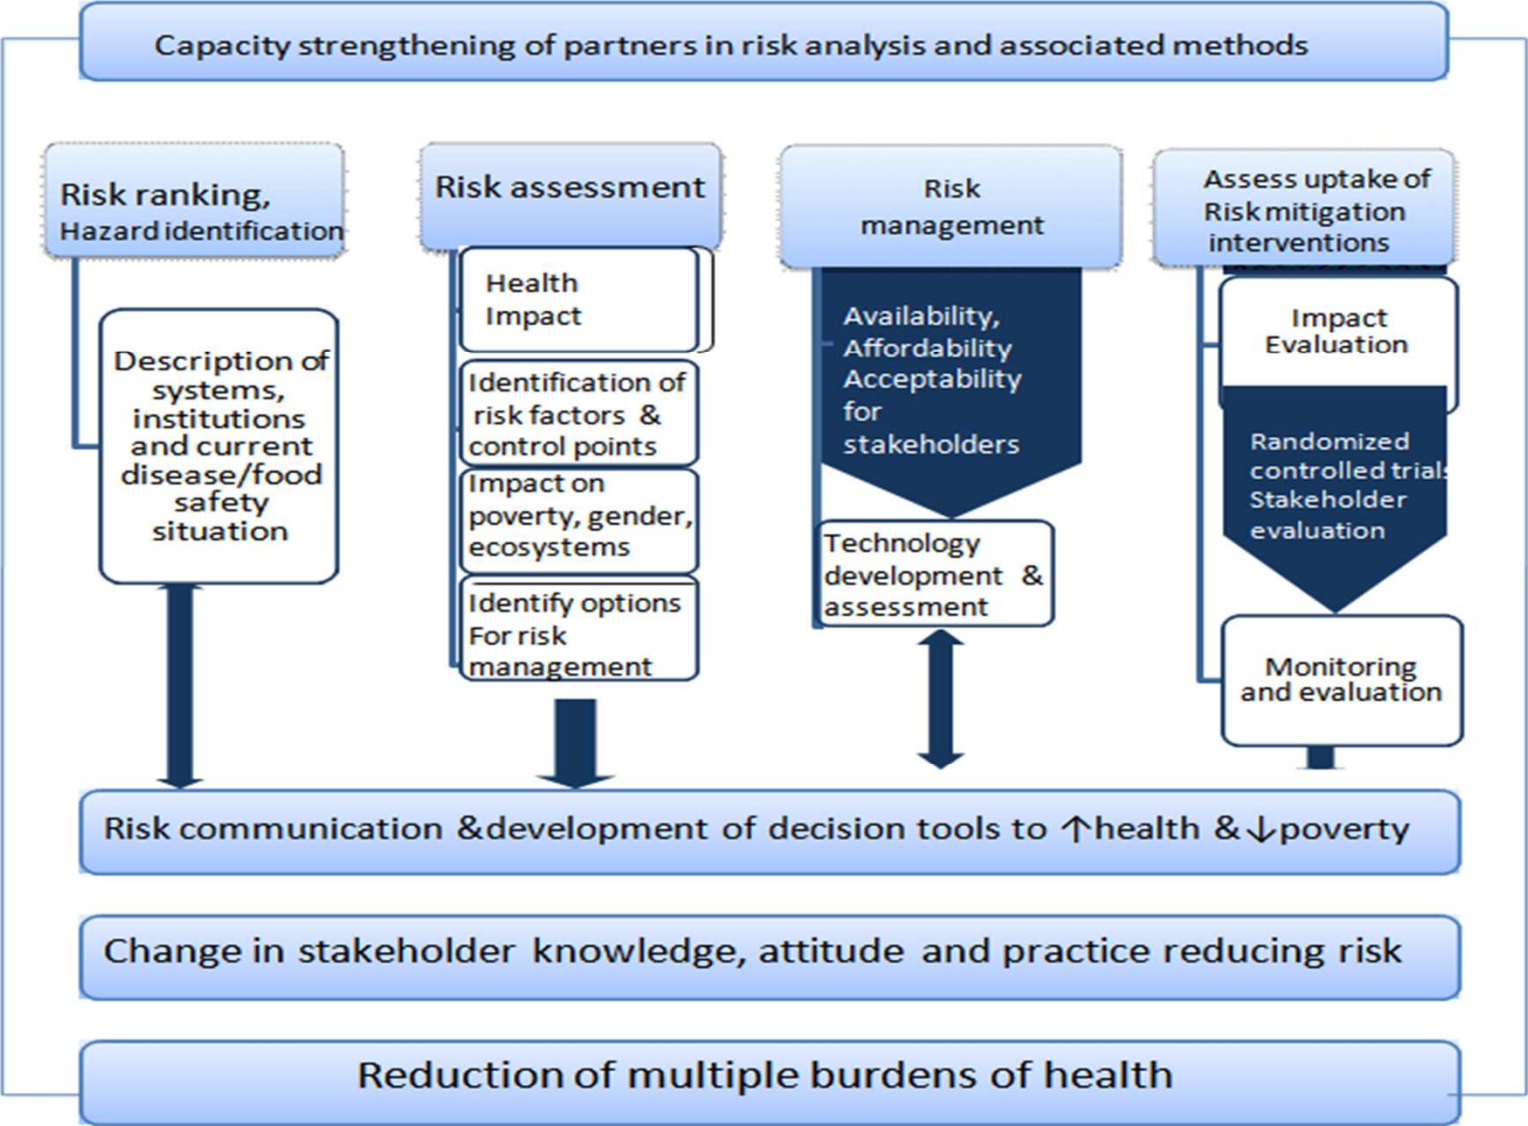 Capacity strengthening of partners in risk analysis and associated methods
Risk ranking,
Hazard identification
Description of
systems,
institutions
and current
disease/food
safety
situation
Risk assessment
Health
Impact
Identification of
risk factors &
control points
Impact on
poverty, gender,
ecosystems
Identify options
For risk
management
Risk
management
Availability,
Affordability
Acceptability
for
stakeholders
Technology
development &
assessment
Assess uptake of
Risk mitigation
interventions
Impact
Evaluation
Randomized
controlled trials
Stakeholder
evaluation
Monitoring
and evaluation
Risk communication &development of decision tools to ↑health &↓poverty
Change in stakeholder knowledge, attitude and practice reducing risk
Reduction of multiple burdens of health